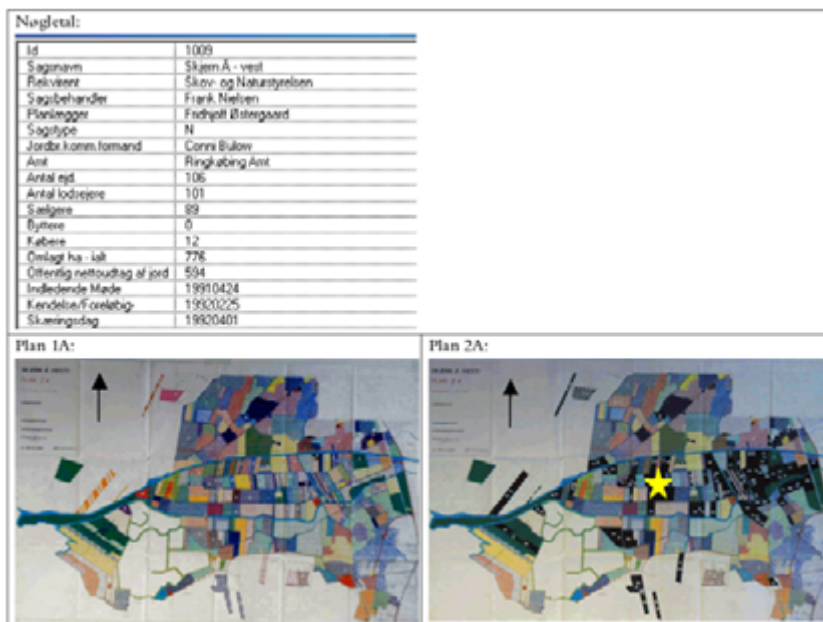 Nøgletal:
Id 1009
Sagsnavn Skjern Å - vest
Rekvirent Skov- og Naturstyrelsen
Sagsbehandler Frank Nielsen
Planlægger Fridhjolf Østergaard
Sagstype N
Jordbr.komm.formand Conni Bulow
Amt Ringkøbing Amt
Antal ejd. 106
Antal lodsejere 101
Sælgere 89
Byttere 0
Købere 12
Omlagt ha - ialt 776
Offentlig nettoudtag af jord 594
Indledende Møde 19910424
Kendelse/Foreløbig- 19920225
Skæringsdag 19920401
Plan 1A: Plan 2A: